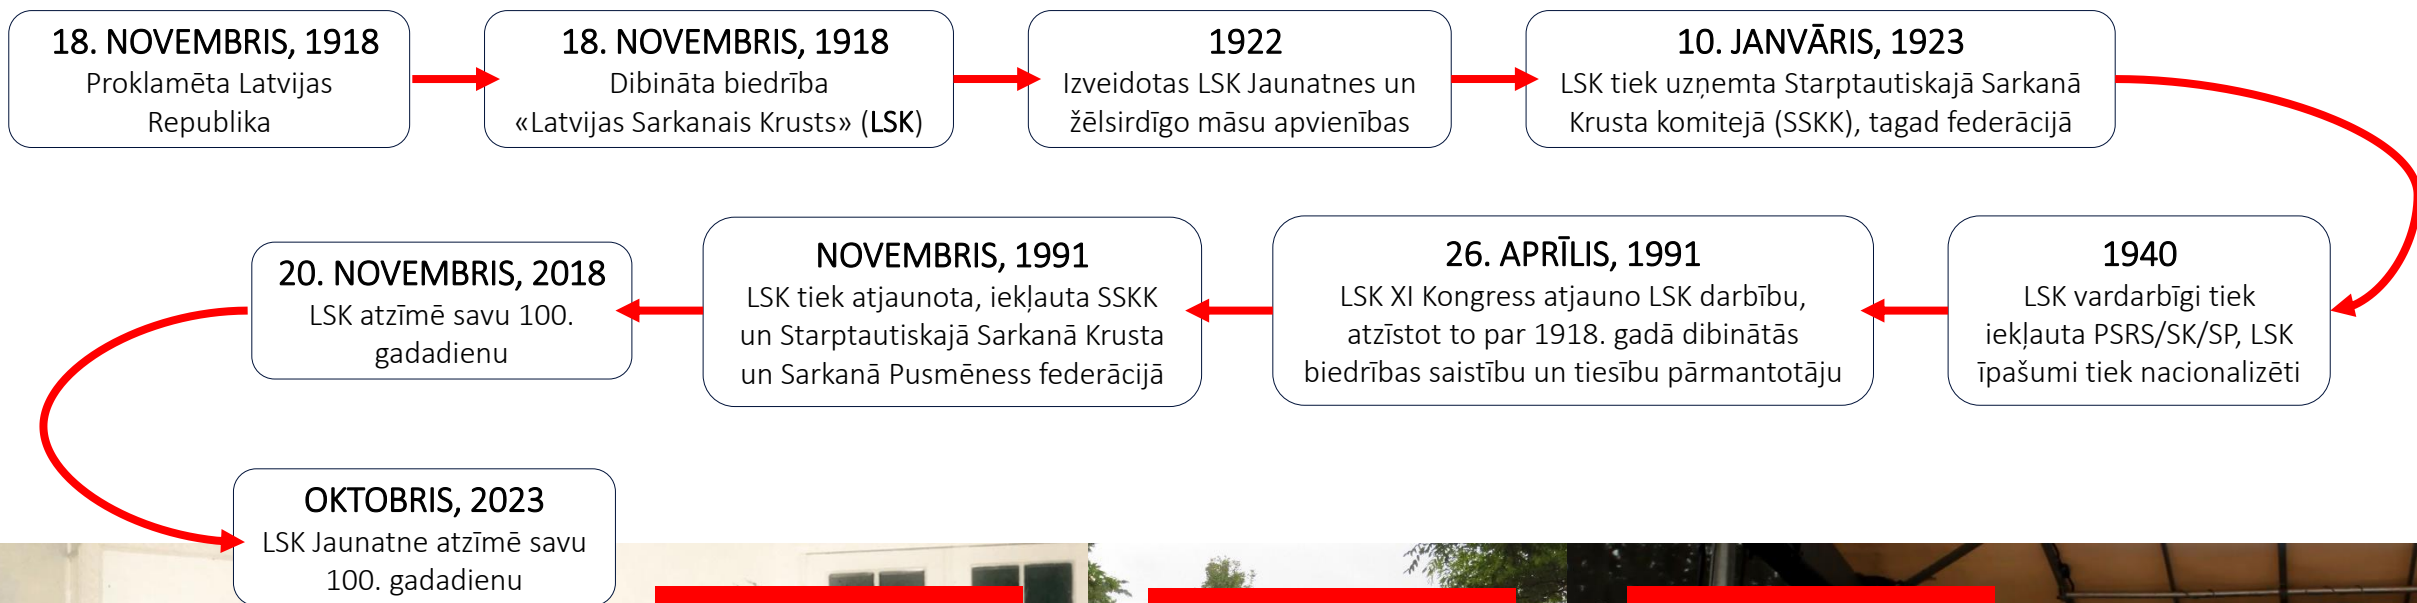 18. NOVEMBRIS, 1918
Proklamēta Latvijas
Republika
18. NOVEMBRIS, 1918
Dibināta biedrība
«Latvijas Sarkanais Krusts» (LSK)
1922
Izveidotas LSK Jaunatnes un
žēlsirdīgo māsu apvienības
10. JANVĀRIS, 1923
LSK tiek uzņemta Starptautiskajā Sarkanā
Krusta komitejā (SSKK), tagad federācijā
1940
LSK vardarbīgi tiek
iekļauta PSRS/SK/SP, LSK
īpašumi tiek nacionalizēti
26. APRĪLIS, 1991
LSK XI Kongress atjauno LSK darbību,
atzīstot to par 1918. gadā dibinātās
biedrības saistību un tiesību pārmantotāju
NOVEMBRIS, 1991
LSK tiek atjaunota, iekļauta SSKK
un Starptautiskajā Sarkanā Krusta
un Sarkanā Pusmēness federācijā
20. NOVEMBRIS, 2018
LSK atzīmē savu 100.
gadadienu
OKTOBRIS, 2023
LSK Jaunatne atzīmē savu
100. gadadienu